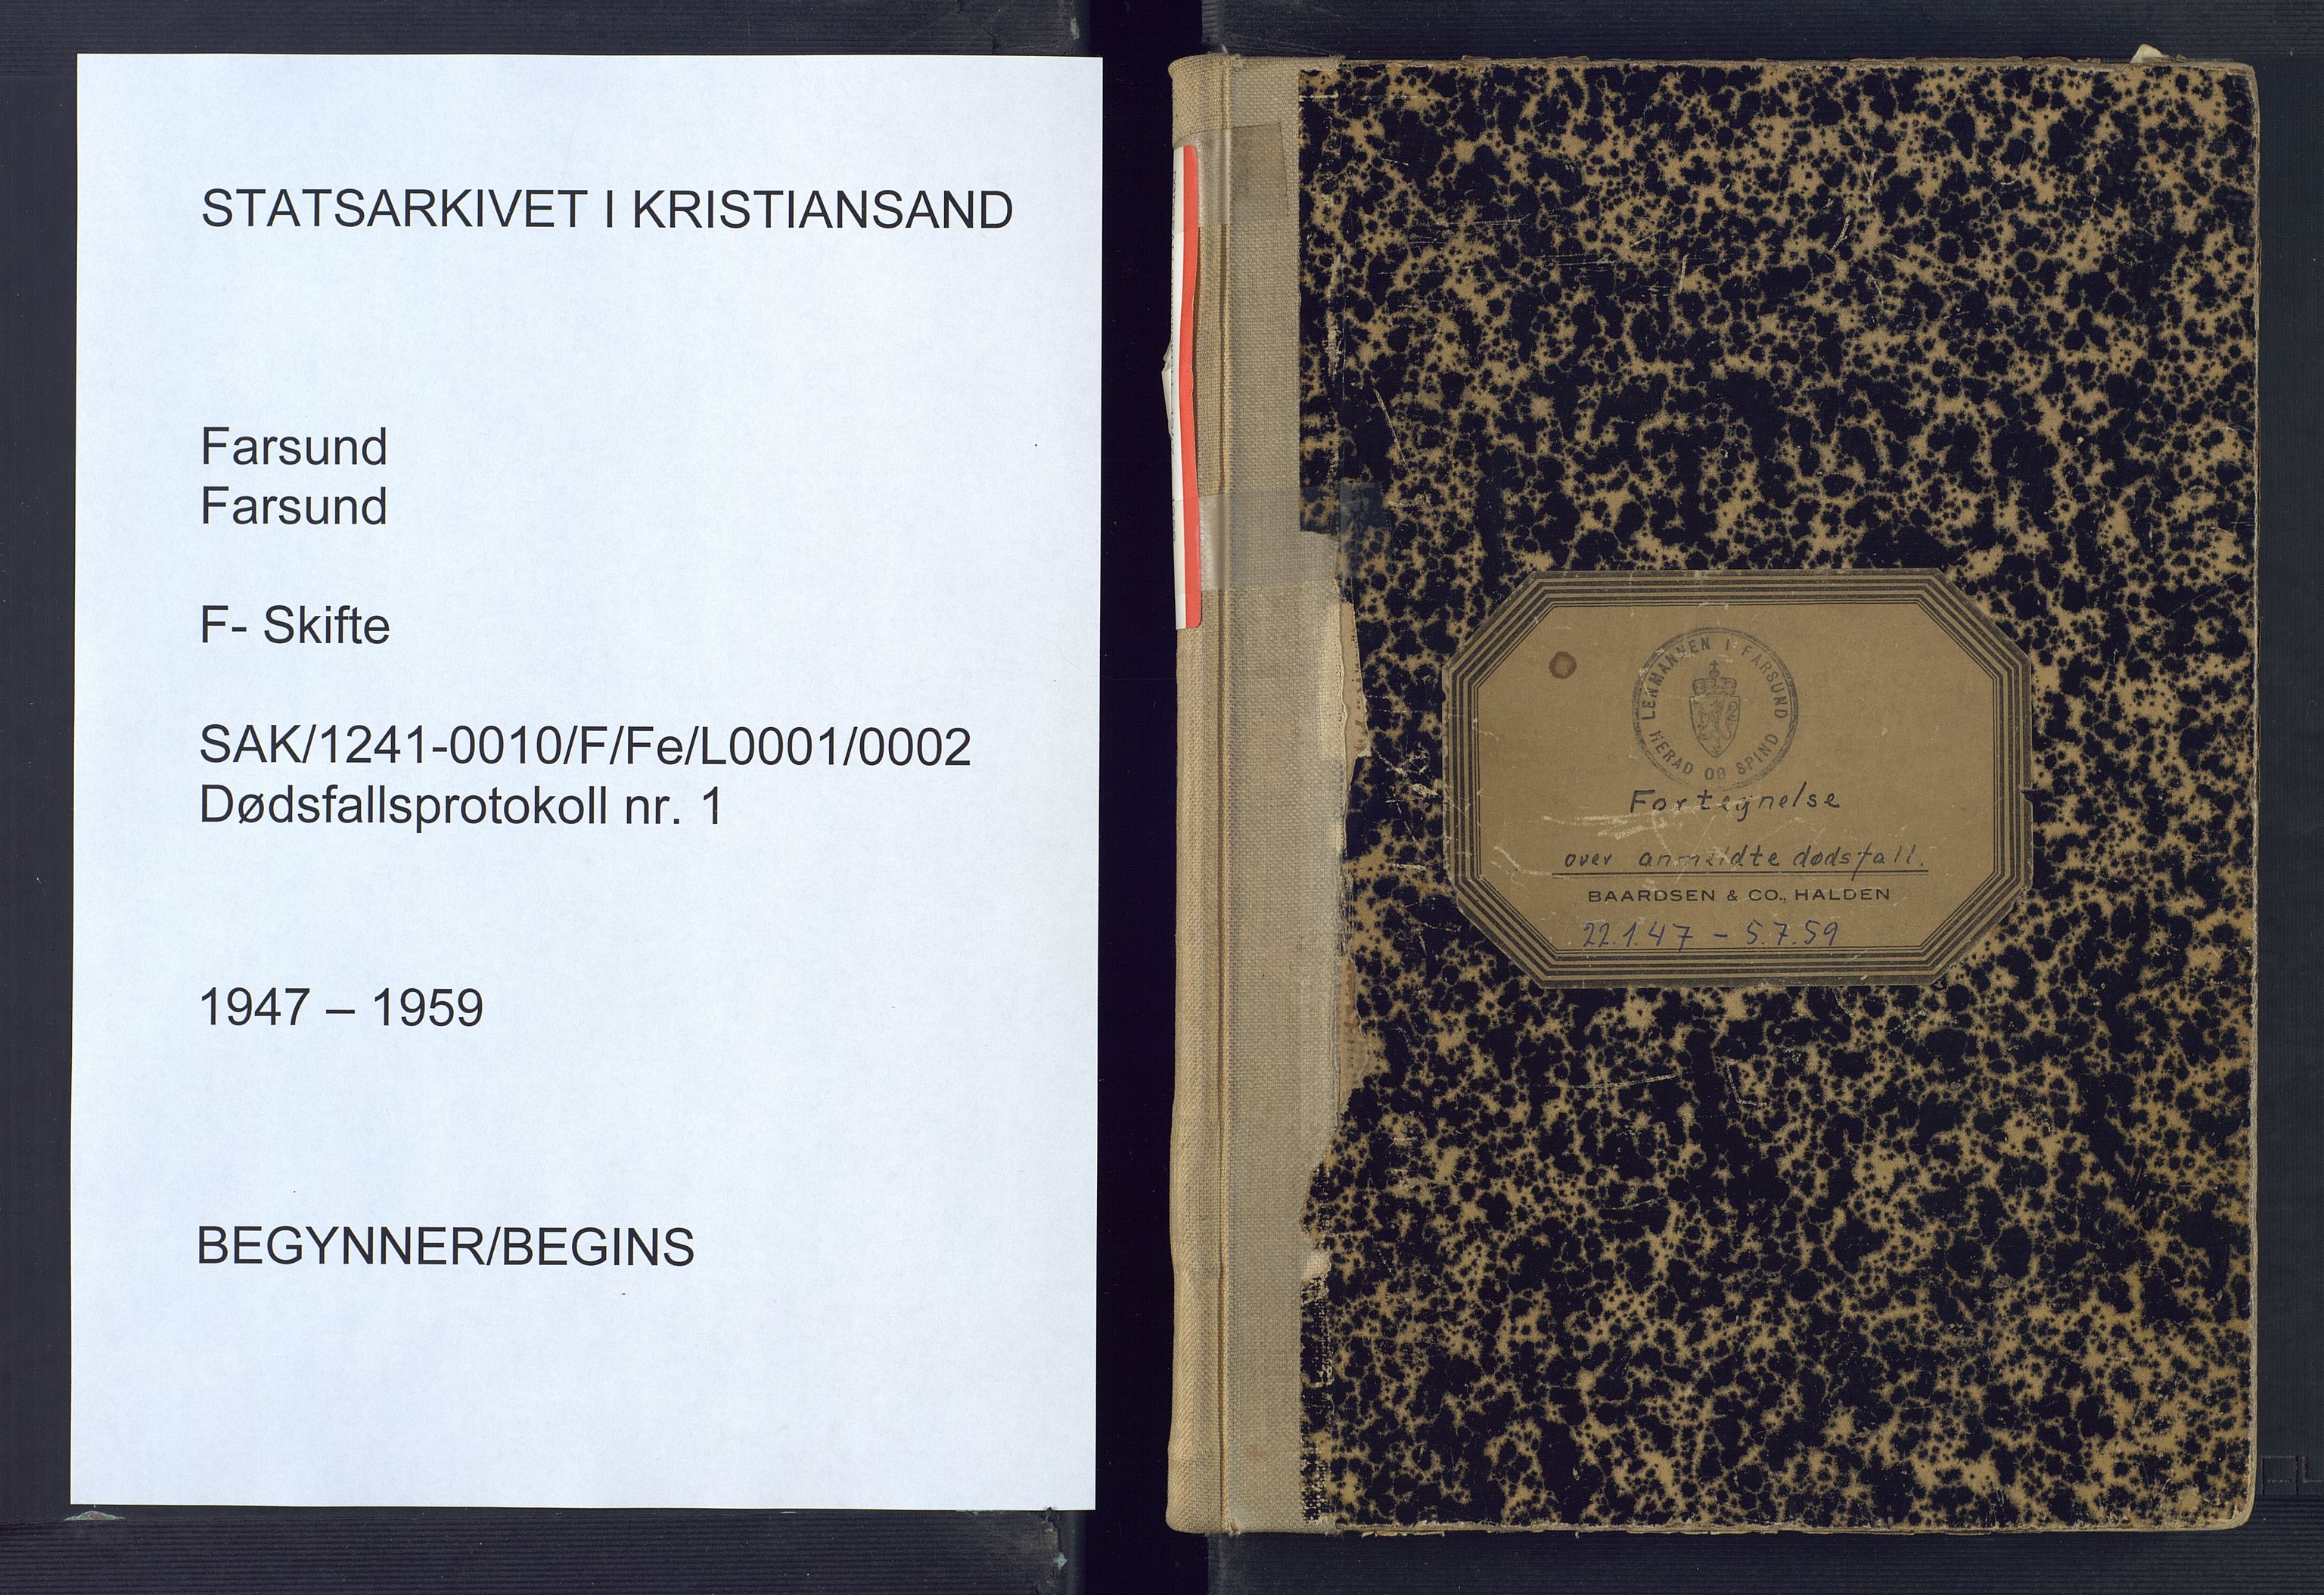 STATSARKIVET I KRISTIANSAND
Farsund
Farsund
F- Skifte
SAK/1241-0010/F/Fe/L0001/0002
Dødsfallsprotokoll nr. 1
1947 – 1959
BEGYNNER/BEGINS
LENMANNEN I FARSUND
HERAD OG SPIND
Fortegnelse
over anmeldte dødsfall.
BAARDSEN & CO., HALDEN
22.1.47 – 5.7.59